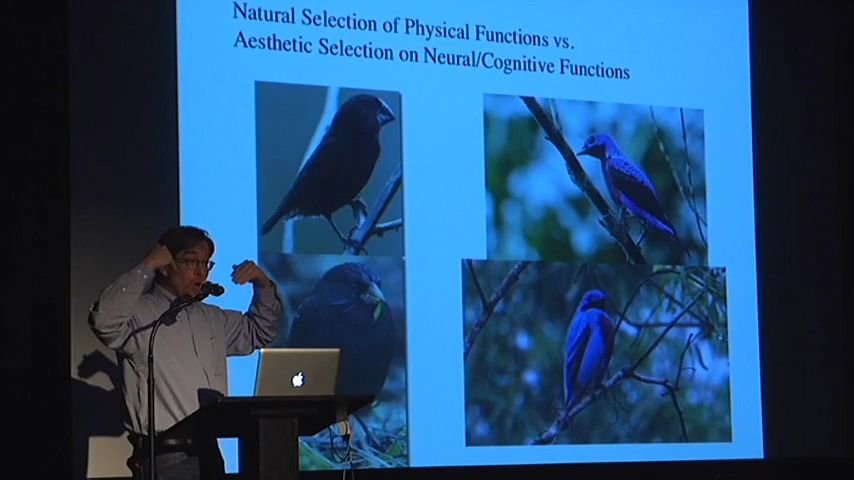 Natural Selection of Physical Functions vs.
Aesthetic Selection on Neural/Cognitive Functions